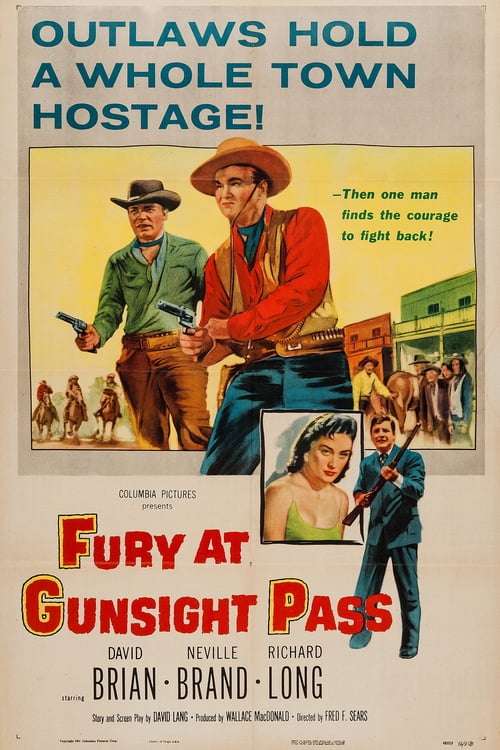 OUTLAWS HOLD
A WHOLE TOWN
HOSTAGE!
—Then one man
finds the courage
to fight back!
COLUMBIA PICTURES
presents
FURY AT
GUNSIGHT PASS
starring
DAVID BRIAN · NEVILLE BRAND · RICHARD LONG
Story and Screen Play by DAVID LANG · Produced by WALLACE MacDONALD · Directed by FRED F. SEARS